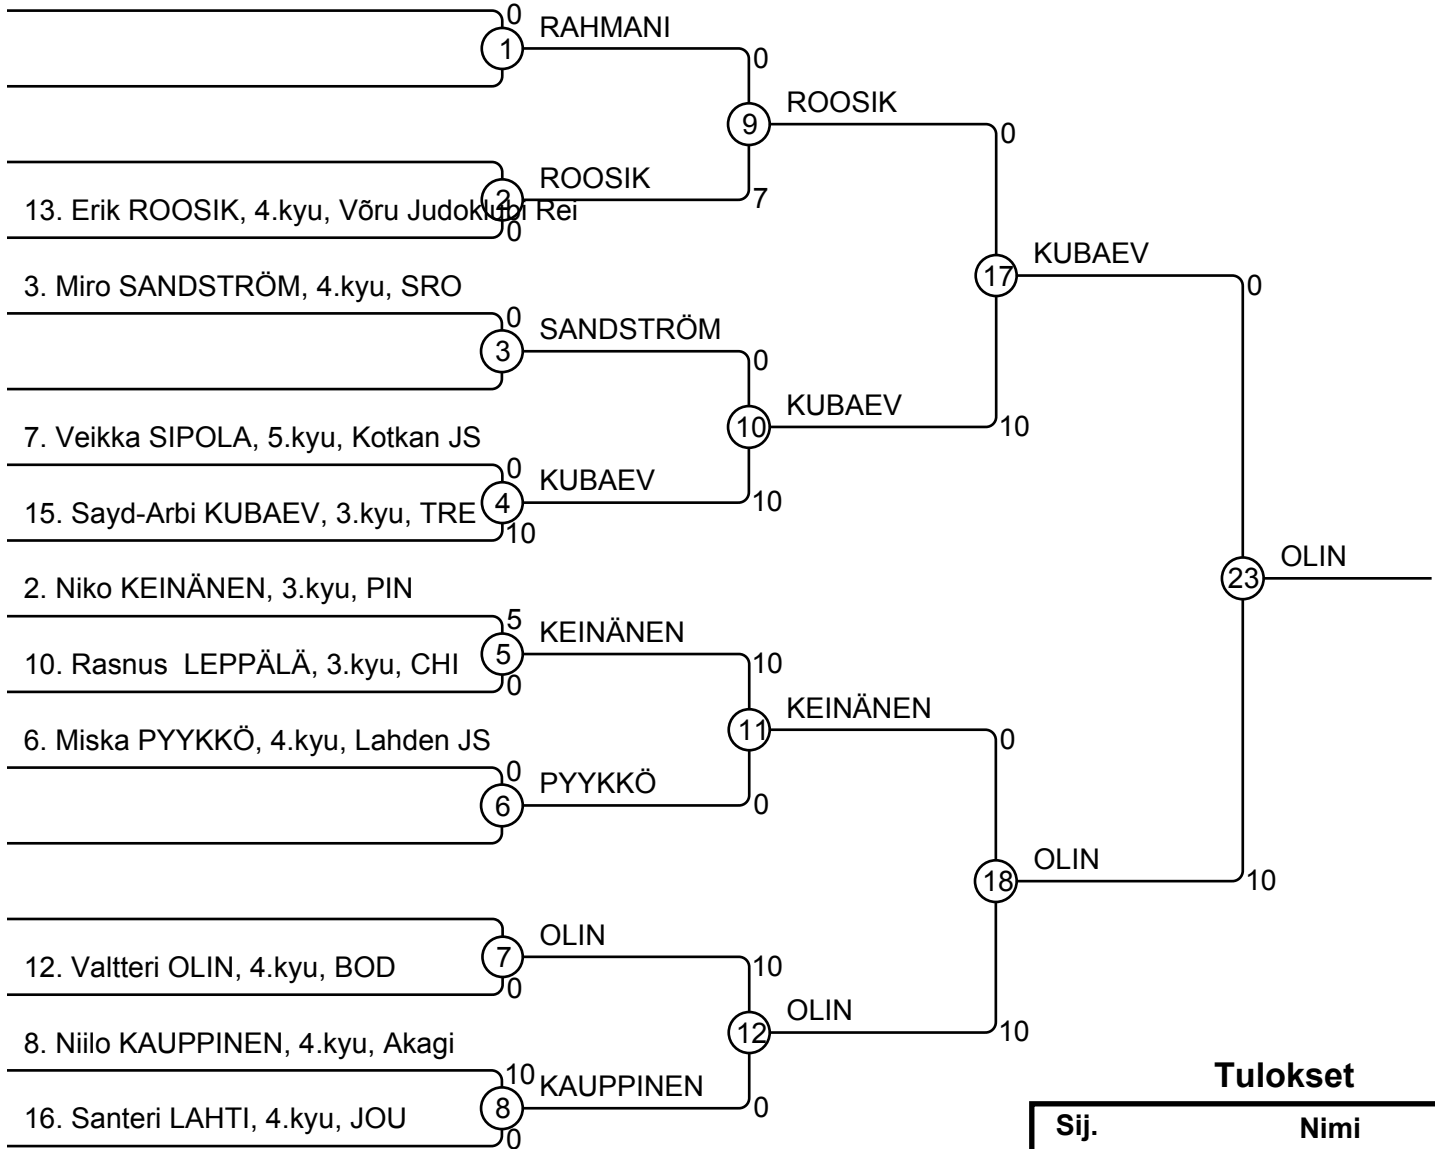 0
RAHMANI
1
0
ROOSIK
9
0
ROOSIK
2
7
13. Erik ROOSIK, 4.kyu, Võru Judoklubi Rei
0
KUBAEV
17
0
3. Miro SANDSTRÖM, 4.kyu, SRO
0
SANDSTRÖM
3
0
KUBAEV
10
10
7. Veikka SIPOLA, 5.kyu, Kotkan JS
0
KUBAEV
4
10
15. Sayd-Arbi KUBAEV, 3.kyu, TRE
10
OLIN
23
2. Niko KEINÄNEN, 3.kyu, PIN
5
KEINÄNEN
5
10
10. Rasnus  LEPPÄLÄ, 3.kyu, CHI
0
KEINÄNEN
11
0
6. Miska PYYKKÖ, 4.kyu, Lahden JS
0
PYYKKÖ
6
0
OLIN
18
10
OLIN
7
10
12. Valtteri OLIN, 4.kyu, BOD
0
OLIN
12
10
8. Niilo KAUPPINEN, 4.kyu, Akagi
10
KAUPPINEN
8
0
16. Santeri LAHTI, 4.kyu, JOU
0
Tulokset
Sij. Nimi